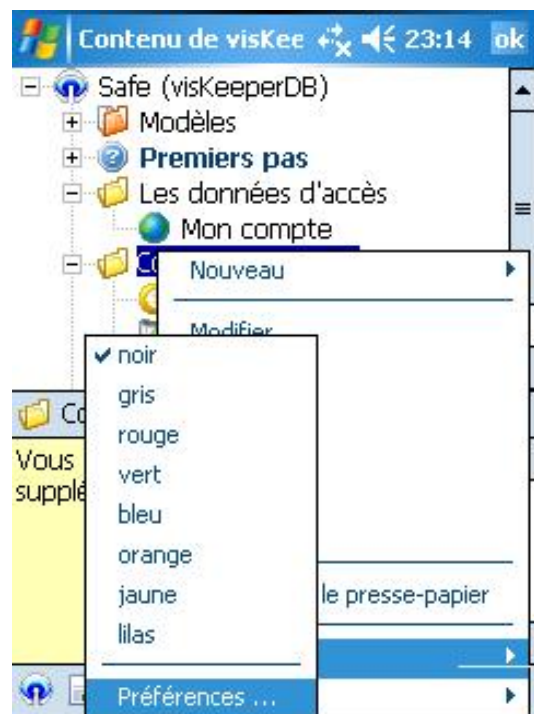 Contenu de visKee 23:14 ok
Safe (visKeeperDB)
Modèles
Premiers pas
Les données d'accès
Mon compte
Nouveau
Modifier
noir
gris
rouge
vert
bleu
orange
jaune
lilas
Préférences ...
le presse-papier
Co
Vous
supplé